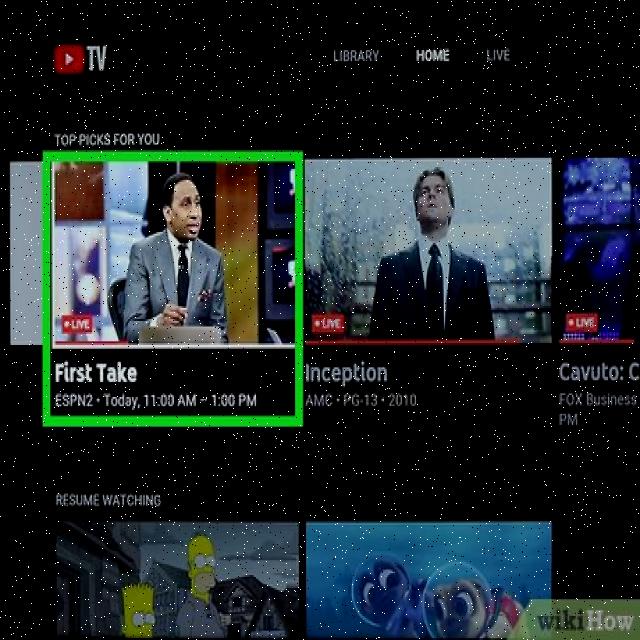 TV
LIBRARY HOME LIVE
TOP PICKS FOR YOU
LIVE LIVE LIVE
First Take Inception Cavuto: C
ESPN2 • Today, 11:00 AM – 1:00 PM AMC • PG-13 • 2010 FOX Business
PM
RESUME WATCHING
wikiHow